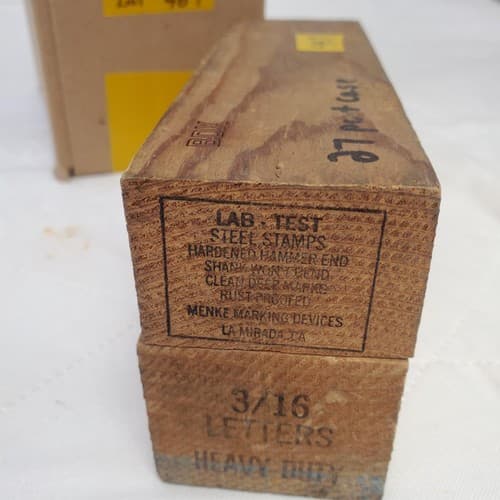 27 pc + case
LAB - TEST
STEEL STAMPS
HARDENED HAMMER END
SHANK WON'T BEND
CLEAN DEEP MARKS
RUST PROOFED
MENKE MARKING DEVICES
LA MIRADA, CA
3/16
LETTERS
HEAVY DUTY